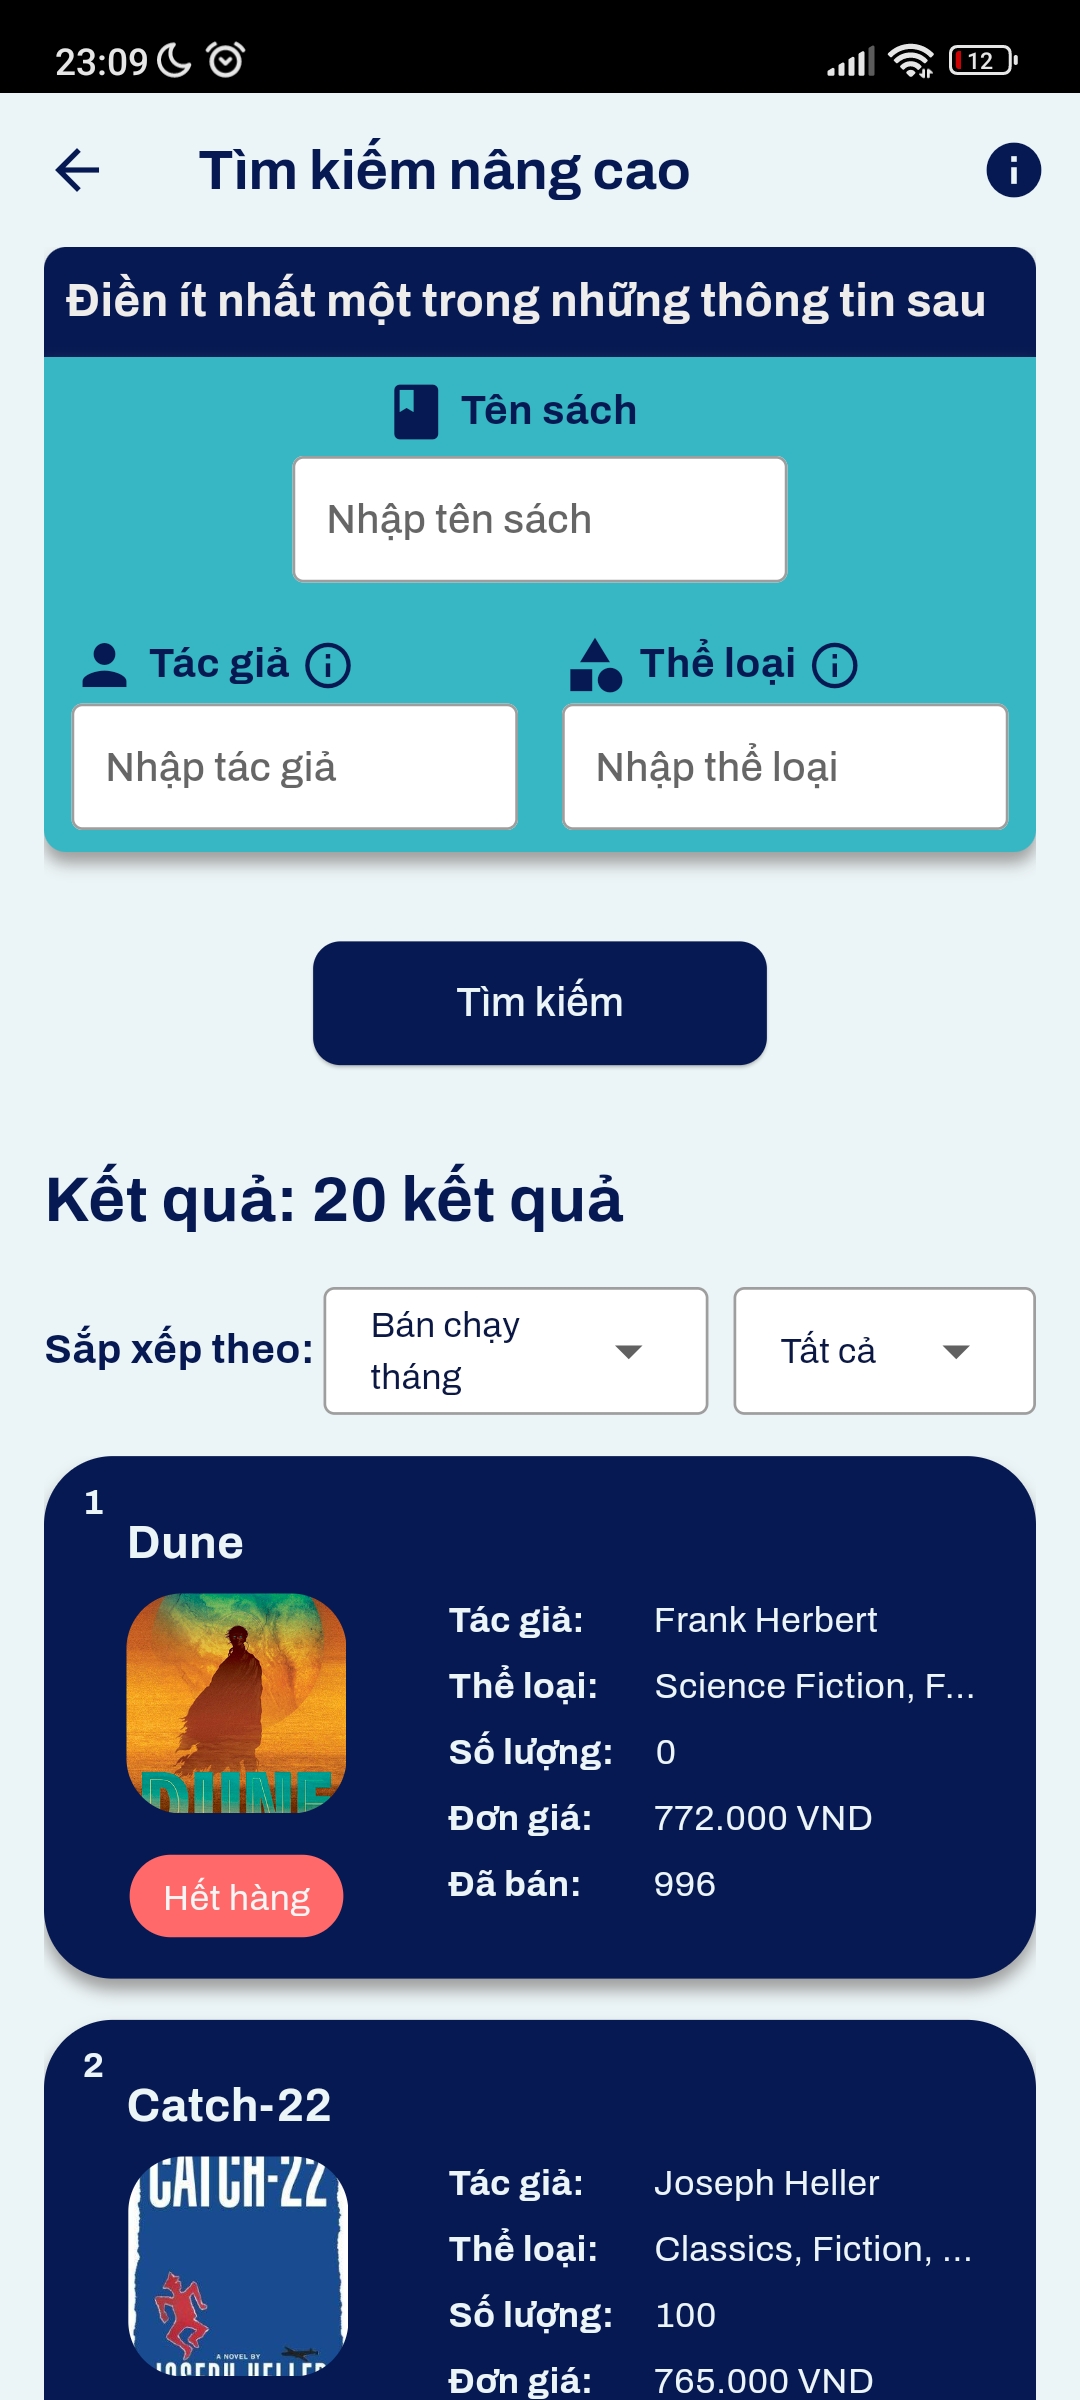 23:09
12
Tìm kiếm nâng cao
Điền ít nhất một trong những thông tin sau
Tên sách
Nhập tên sách
Tác giả
Thể loại
Nhập tác giả
Nhập thể loại
Tìm kiếm
Kết quả: 20 kết quả
Sắp xếp theo:
Bán chạy
tháng
Tất cả
1
Dune
DUNE
Tác giả: Frank Herbert
Thể loại: Science Fiction, F...
Số lượng: 0
Đơn giá: 772.000 VND
Đã bán: 996
Hết hàng
2
Catch-22
CATCH-22
A NOVEL BY
JOSEPH HELLER
Tác giả: Joseph Heller
Thể loại: Classics, Fiction, ...
Số lượng: 100
Đơn giá: 765.000 VND